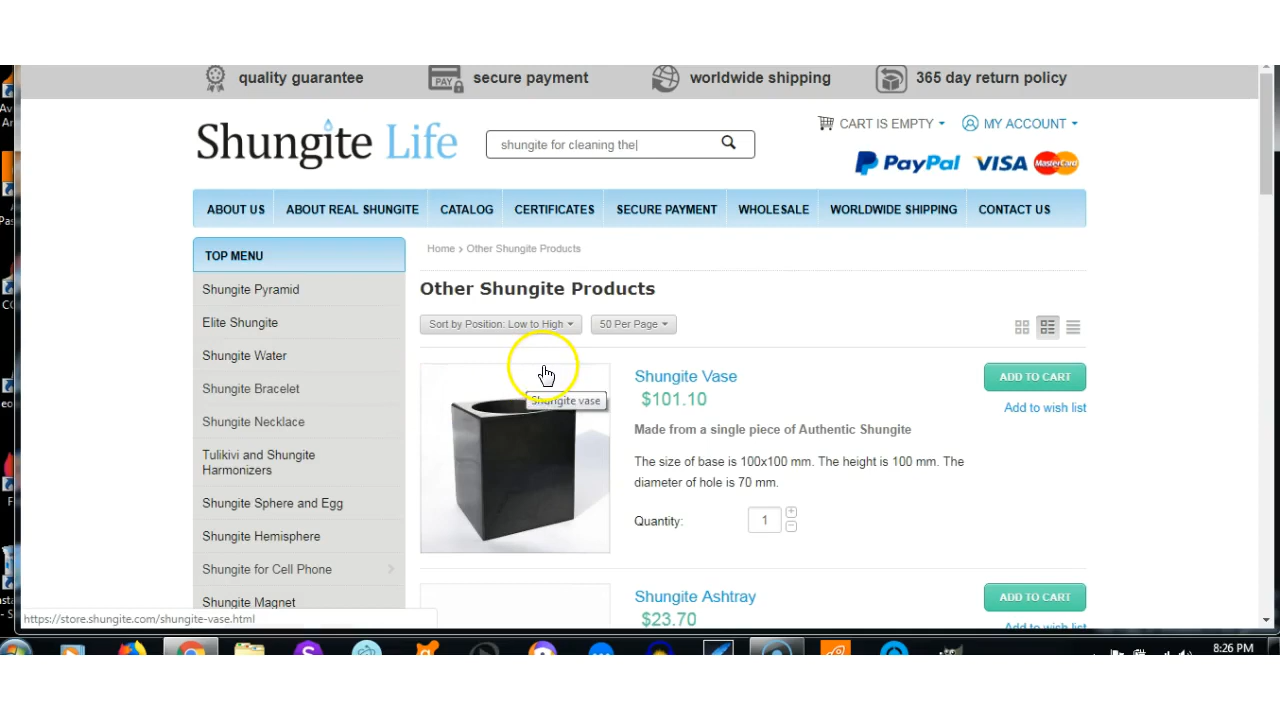 quality guarantee
secure payment
worldwide shipping
365 day return policy
PAY
Shungite Life
shungite for cleaning the
CART IS EMPTY
MY ACCOUNT
PayPal
VISA
MasterCard
ABOUT US
ABOUT REAL SHUNGITE
CATALOG
CERTIFICATES
SECURE PAYMENT
WHOLESALE
WORLDWIDE SHIPPING
CONTACT US
TOP MENU
Shungite Pyramid
Elite Shungite
Shungite Water
Shungite Bracelet
Shungite Necklace
Tulikivi and Shungite
Harmonizers
Shungite Sphere and Egg
Shungite Hemisphere
Shungite for Cell Phone
Shungite Magnet
Home > Other Shungite Products
Other Shungite Products
Sort by Position: Low to High
50 Per Page
Shungite Vase
$101.10
Made from a single piece of Authentic Shungite
The size of base is 100x100 mm. The height is 100 mm. The
diameter of hole is 70 mm.
Quantity:
1
ADD TO CART
Add to wish list
Shungite vase
Shungite Ashtray
$23.70
ADD TO CART
Add to wish list
https://store.shungite.com/shungite-vase.html
8:26 PM